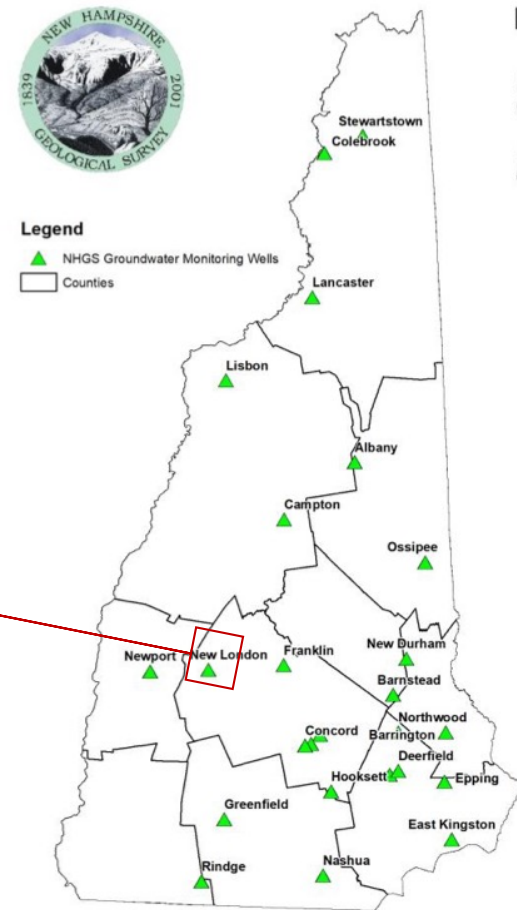 NEW HAMPSHIRE
GEOLOGICAL SURVEY
1839
2001
Legend
NHGS Groundwater Monitoring Wells
Counties
Stewartstown
Colebrook
Lancaster
Lisbon
Albany
Campton
Ossipee
New Durham
Newport
New London
Franklin
Barnstead
Northwood
Concord
Barrington
Deerfield
Hooksett
Epping
Greenfield
East Kingston
Rindge
Nashua